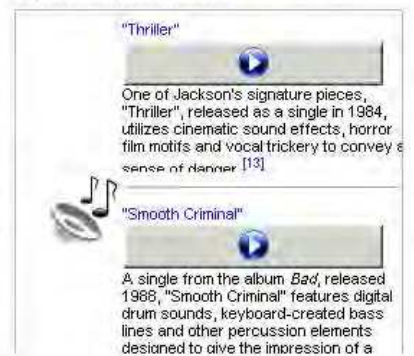 "Thriller"
One of Jackson's signature pieces,
"Thriller", released as a single in 1984,
utilizes cinematic sound effects, horror
film motifs and vocal trickery to convey
sense of danger.[13]
"Smooth Criminal"
A single from the album Bad, released
1988, "Smooth Criminal" features digital
drum sounds, keyboard-created bass
lines and other percussion elements
designed to give the impression of a